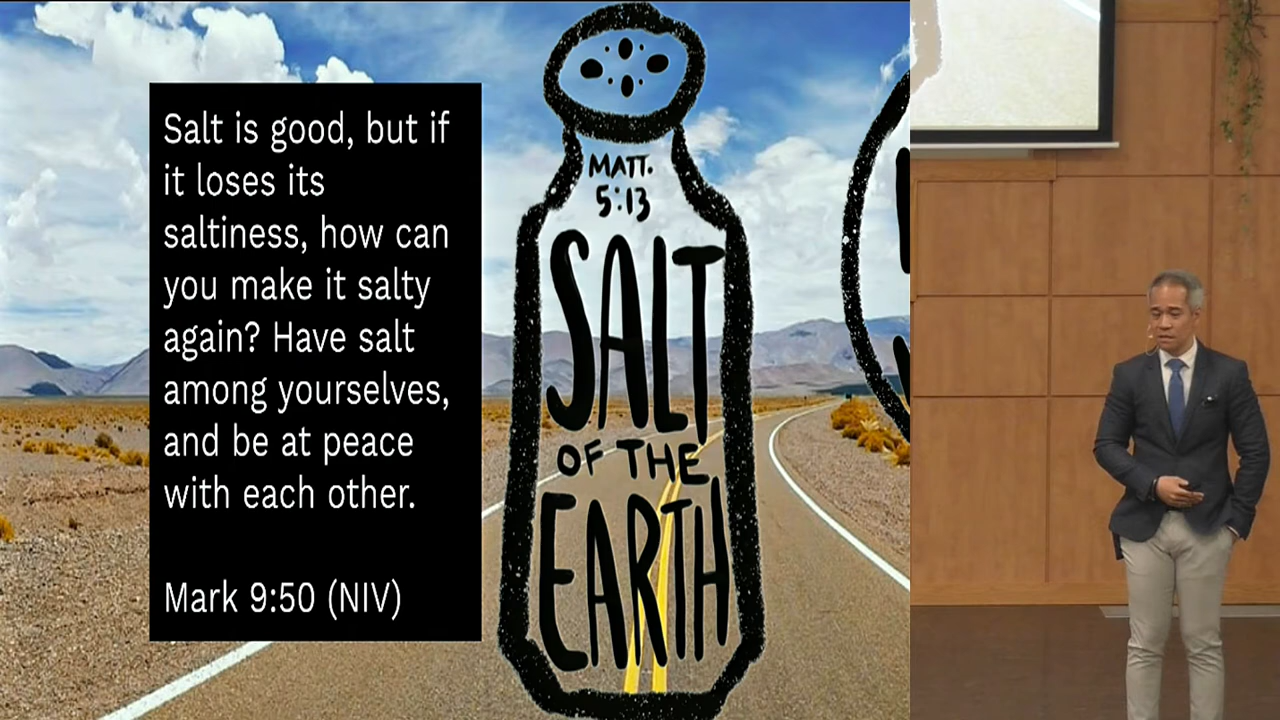 Salt is good, but if
it loses its
saltiness, how can
you make it salty
again? Have salt
among yourselves,
and be at peace
with each other.
Mark 9:50 (NIV)
MATT.
5:13
SALT
OF THE
EARTH